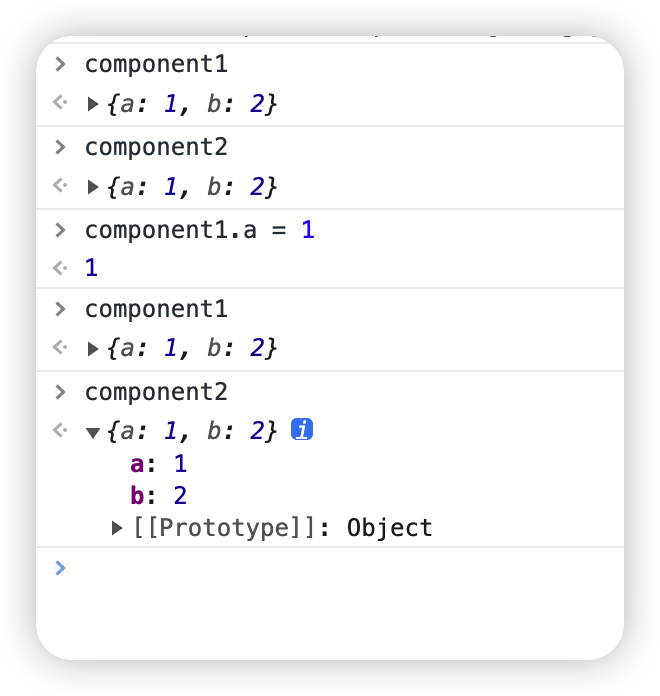 > component1
<· ▶{a: 1, b: 2}
> component2
<· ▶{a: 1, b: 2}
> component1.a = 1
<· 1
> component1
<· ▶{a: 1, b: 2}
> component2
<· ▼{a: 1, b: 2} i
a: 1
b: 2
▶[[Prototype]]: Object
>